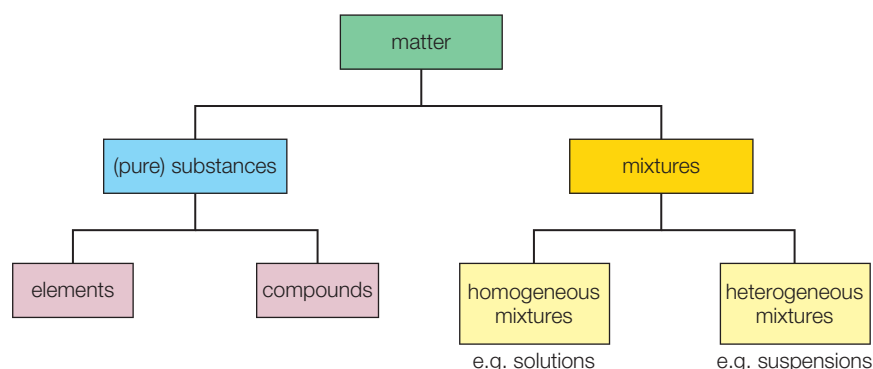 matter
(pure) substances
mixtures
elements
compounds
homogeneous
mixtures
heterogeneous
mixtures
e.g. solutions
e.g. suspensions